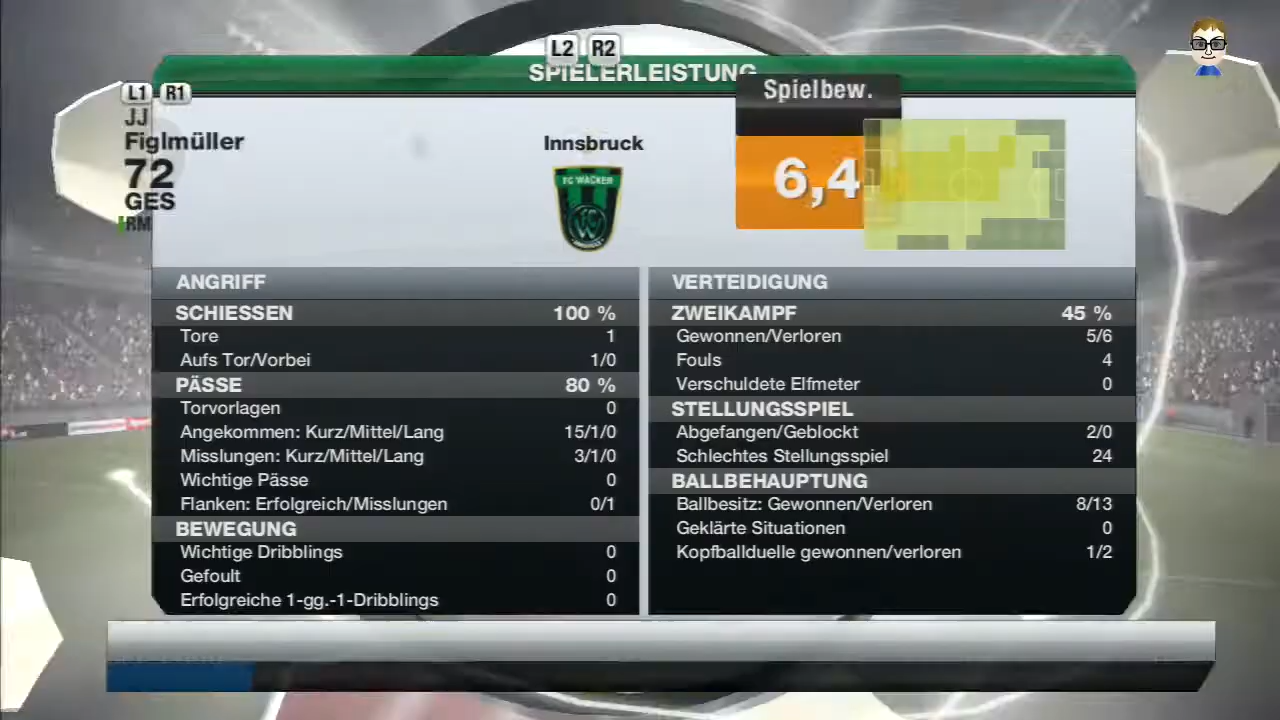 L2 R2
SPIELERLEISTUNG
L1 R1
JJ
Figlmüller
72
GES
RM
Innsbruck
FC WACKER
Spielbew.
6,4
ANGRIFF
SCHIESSEN 100 %
Tore 1
Aufs Tor/Vorbei 1/0
PÄSSE 80 %
Torvorlagen 0
Angekommen: Kurz/Mittel/Lang 15/1/0
Misslungen: Kurz/Mittel/Lang 3/1/0
Wichtige Pässe 0
Flanken: Erfolgreich/Misslungen 0/1
BEWEGUNG
Wichtige Dribblings 0
Gefoult 0
Erfolgreiche 1-gg.-1-Dribblings 0
VERTEIDIGUNG
ZWEIKAMPF 45 %
Gewonnen/Verloren 5/6
Fouls 4
Verschuldete Elfmeter 0
STELLUNGSSPIEL
Abgefangen/Geblockt 2/0
Schlechtes Stellungsspiel 24
BALLBEHAUPTUNG
Ballbesitz: Gewonnen/Verloren 8/13
Geklärte Situationen 0
Kopfballduelle gewonnen/verloren 1/2